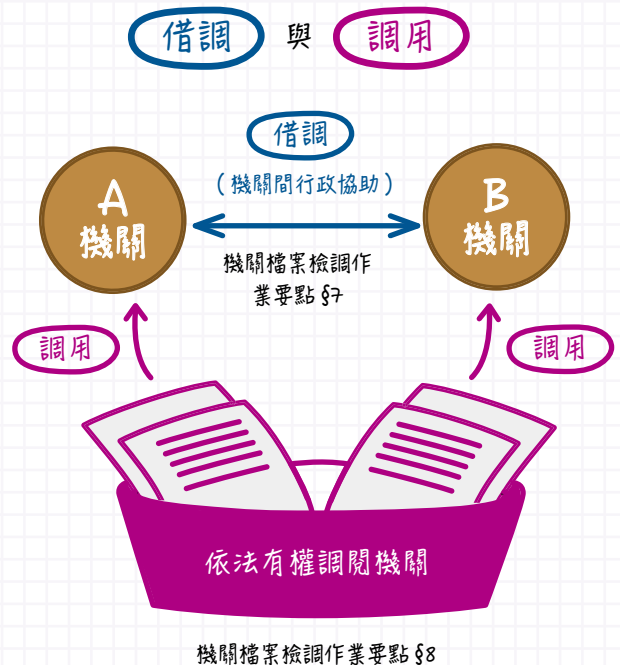 借調 與 調用
借調
(機關間行政協助)
A
機關
B
機關
機關檔案檢調作
業要點 §7
調用
調用
依法有權調閱機關
機關檔案檢調作業要點 §8